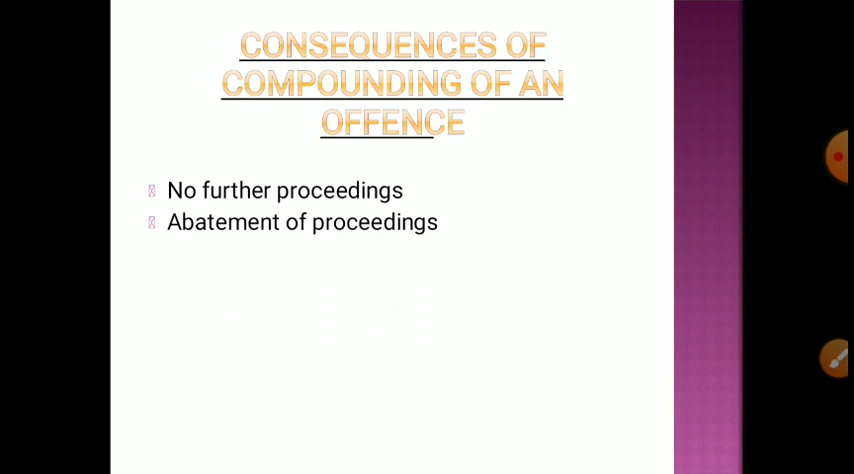 CONSEQUENCES OF
COMPOUNDING OF AN
OFFENCE
No further proceedings
Abatement of proceedings